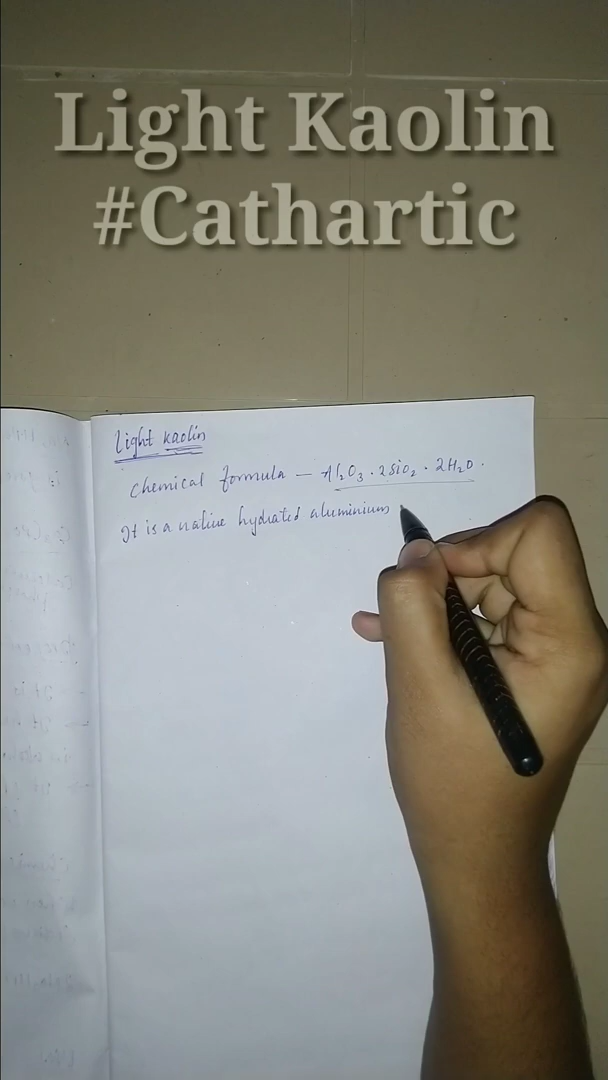 Light Kaolin
#Cathartic
Light kaolin
Chemical formula — Al₂O₃ · 2SiO₂ · 2H₂O.
It is a native hydrated aluminium